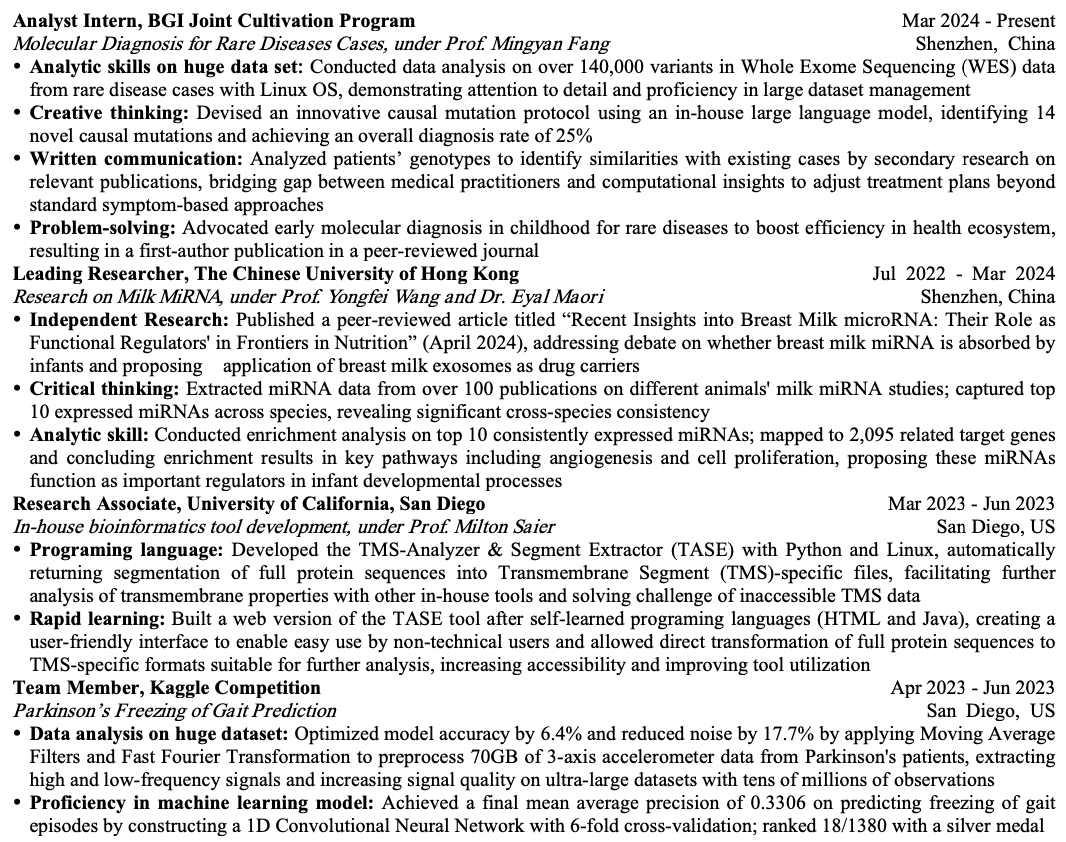 Analyst Intern, BGI Joint Cultivation Program Mar 2024 - Present
Molecular Diagnosis for Rare Diseases Cases, under Prof. Mingyan Fang Shenzhen, China
• Analytic skills on huge data set: Conducted data analysis on over 140,000 variants in Whole Exome Sequencing (WES) data
from rare disease cases with Linux OS, demonstrating attention to detail and proficiency in large dataset management
• Creative thinking: Devised an innovative causal mutation protocol using an in-house large language model, identifying 14
novel causal mutations and achieving an overall diagnosis rate of 25%
• Written communication: Analyzed patients’ genotypes to identify similarities with existing cases by secondary research on
relevant publications, bridging gap between medical practitioners and computational insights to adjust treatment plans beyond
standard symptom-based approaches
• Problem-solving: Advocated early molecular diagnosis in childhood for rare diseases to boost efficiency in health ecosystem,
resulting in a first-author publication in a peer-reviewed journal
Leading Researcher, The Chinese University of Hong Kong Jul 2022 - Mar 2024
Research on Milk MiRNA, under Prof. Yongfei Wang and Dr. Eyal Maori Shenzhen, China
• Independent Research: Published a peer-reviewed article titled “Recent Insights into Breast Milk microRNA: Their Role as
Functional Regulators' in Frontiers in Nutrition” (April 2024), addressing debate on whether breast milk miRNA is absorbed by
infants and proposing application of breast milk exosomes as drug carriers
• Critical thinking: Extracted miRNA data from over 100 publications on different animals' milk miRNA studies; captured top
10 expressed miRNAs across species, revealing significant cross-species consistency
• Analytic skill: Conducted enrichment analysis on top 10 consistently expressed miRNAs; mapped to 2,095 related target genes
and concluding enrichment results in key pathways including angiogenesis and cell proliferation, proposing these miRNAs
function as important regulators in infant developmental processes
Research Associate, University of California, San Diego Mar 2023 - Jun 2023
In-house bioinformatics tool development, under Prof. Milton Saier San Diego, US
• Programing language: Developed the TMS-Analyzer & Segment Extractor (TASE) with Python and Linux, automatically
returning segmentation of full protein sequences into Transmembrane Segment (TMS)-specific files, facilitating further
analysis of transmembrane properties with other in-house tools and solving challenge of inaccessible TMS data
• Rapid learning: Built a web version of the TASE tool after self-learned programing languages (HTML and Java), creating a
user-friendly interface to enable easy use by non-technical users and allowed direct transformation of full protein sequences to
TMS-specific formats suitable for further analysis, increasing accessibility and improving tool utilization
Team Member, Kaggle Competition Apr 2023 - Jun 2023
Parkinson’s Freezing of Gait Prediction San Diego, US
• Data analysis on huge dataset: Optimized model accuracy by 6.4% and reduced noise by 17.7% by applying Moving Average
Filters and Fast Fourier Transformation to preprocess 70GB of 3-axis accelerometer data from Parkinson's patients, extracting
high and low-frequency signals and increasing signal quality on ultra-large datasets with tens of millions of observations
• Proficiency in machine learning model: Achieved a final mean average precision of 0.3306 on predicting freezing of gait
episodes by constructing a 1D Convolutional Neural Network with 6-fold cross-validation; ranked 18/1380 with a silver medal